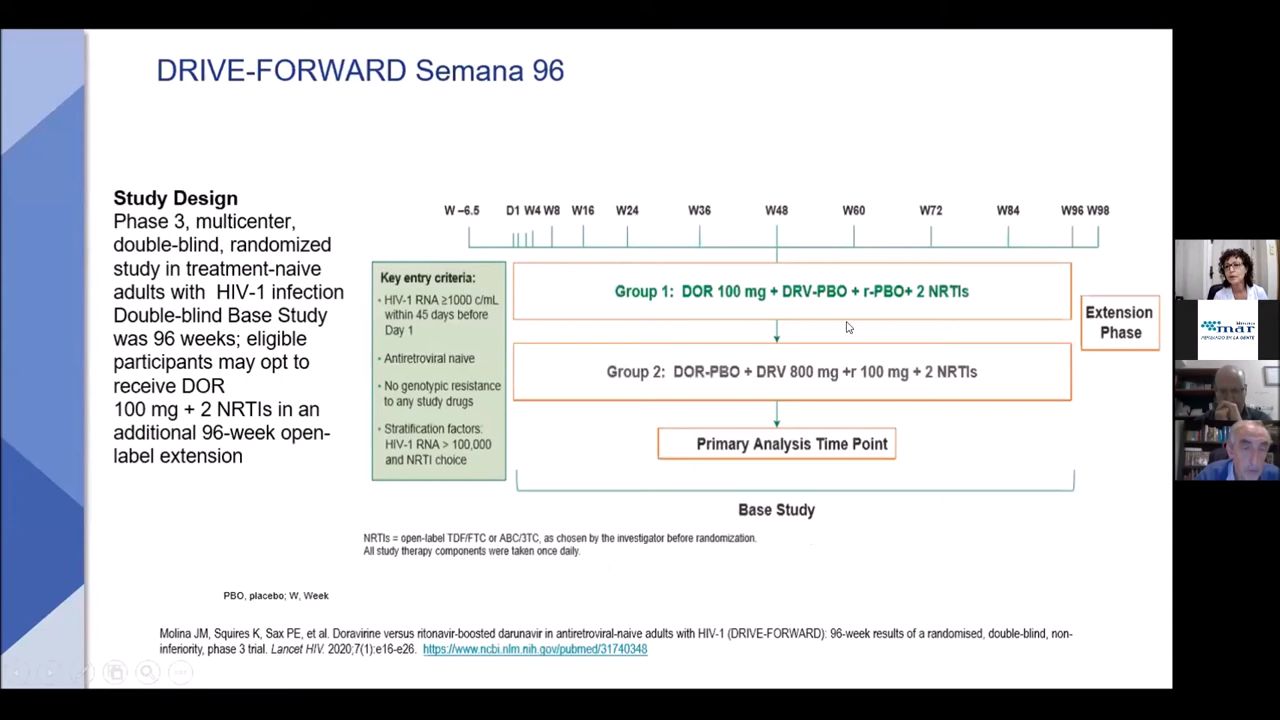 DRIVE-FORWARD Semana 96
Study Design
Phase 3, multicenter,
double-blind, randomized
study in treatment-naive
adults with HIV-1 infection
Double-blind Base Study
was 96 weeks; eligible
participants may opt to
receive DOR
100 mg + 2 NRTIs in an
additional 96-week open-
label extension
W –6.5 D1 W4 W8 W16 W24 W36 W48 W60 W72 W84 W96 W98
Key entry criteria:
• HIV-1 RNA ≥1000 c/mL
within 45 days before
Day 1
• Antiretroviral naive
• No genotypic resistance
to any study drugs
• Stratification factors:
HIV-1 RNA > 100,000
and NRTI choice
Group 1: DOR 100 mg + DRV-PBO + r-PBO+ 2 NRTIs
Group 2: DOR-PBO + DRV 800 mg +r 100 mg + 2 NRTIs
Primary Analysis Time Point
Base Study
Extension
Phase
mar
NRTIs = open-label TDF/FTC or ABC/3TC, as chosen by the investigator before randomization.
All study therapy components were taken once daily.
PBO, placebo; W, Week
Molina JM, Squires K, Sax PE, et al. Doravirine versus ritonavir-boosted darunavir in antiretroviral-naive adults with HIV-1 (DRIVE-FORWARD): 96-week results of a randomised, double-blind, non-
inferiority, phase 3 trial. Lancet HIV. 2020;7(1):e16-e26. https://www.ncbi.nlm.nih.gov/pubmed/31740348